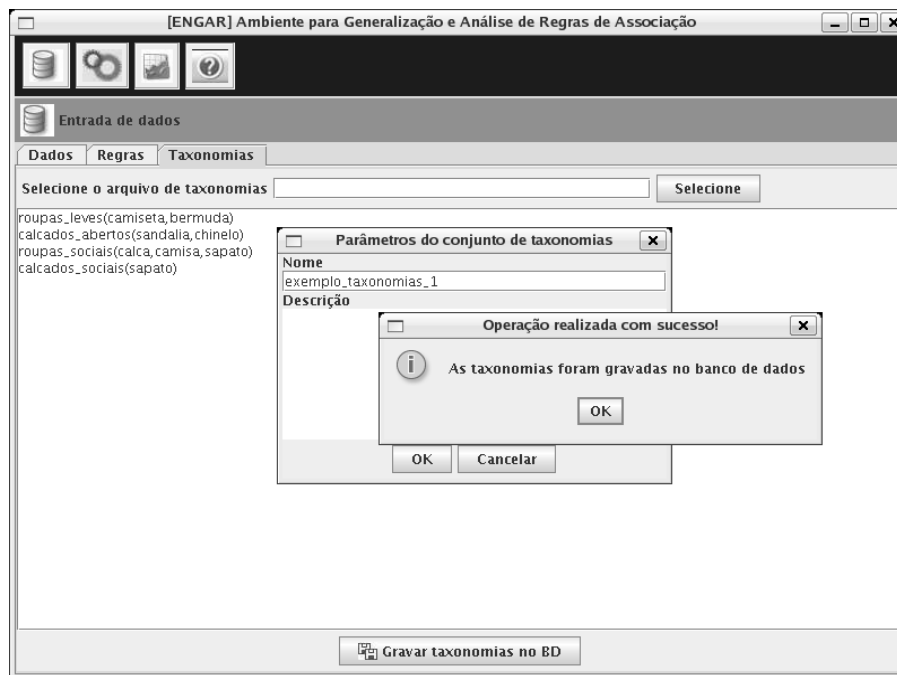 [ENGAR] Ambiente para Generalização e Análise de Regras de Associação
Entrada de dados
Dados Regras Taxonomias
Selecione o arquivo de taxonomias Selecione
roupas_leves(camiseta,bermuda)
calcados_abertos(sandalia,chinelo)
roupas_sociais(calca,camisa,sapato)
calcados_sociais(sapato)
Parâmetros do conjunto de taxonomias
Nome
exemplo_taxonomias_1
Descrição
Operação realizada com sucesso!
As taxonomias foram gravadas no banco de dados
OK
OK Cancelar
Gravar taxonomias no BD